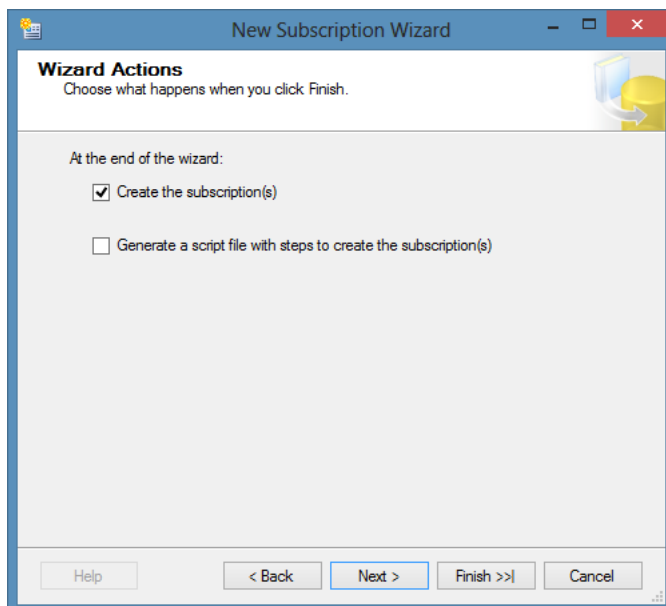 New Subscription Wizard
Wizard Actions
Choose what happens when you click Finish.
At the end of the wizard:
Create the subscription(s)
Generate a script file with steps to create the subscription(s)
Help
< Back
Next >
Finish >>|
Cancel